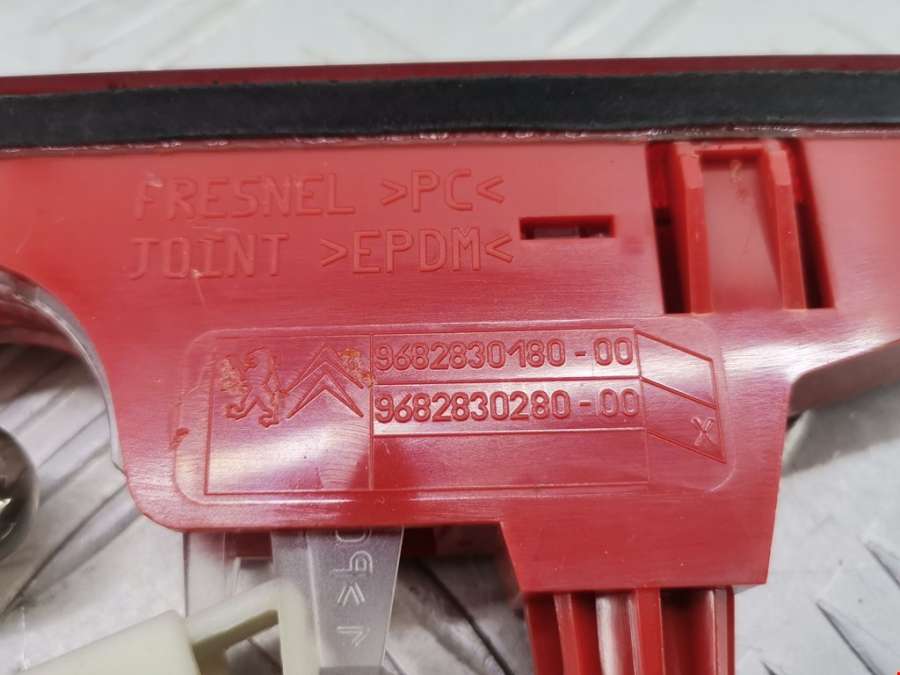 FRESNEL >PC<
JOINT >EPDM<
9682830180-00
9682830280-00
X